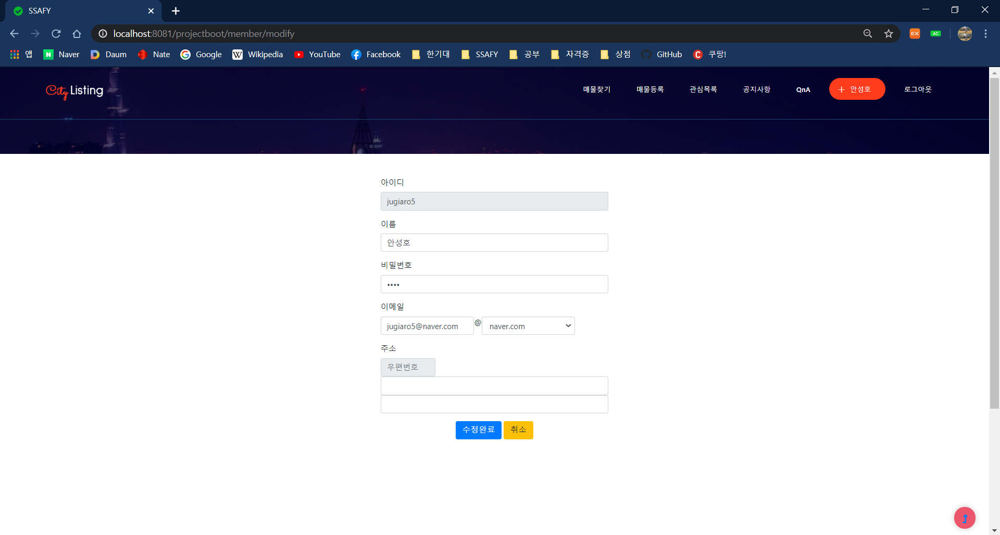 SSAFY
localhost:8081/projectboot/member/modify
EX
AC
앱 Naver Daum Nate Google Wikipedia YouTube Facebook 한기대 SSAFY 공부 자격증 상점 GitHub 쿠팡!
City Listing 매물찾기 매물등록 관심목록 공지사항 QnA + 안성호 로그아웃
아이디
jugiaro5
이름
안성호
비밀번호
••••
이메일
jugiaro5@naver.com @ naver.com
주소
우편번호
수정완료 취소